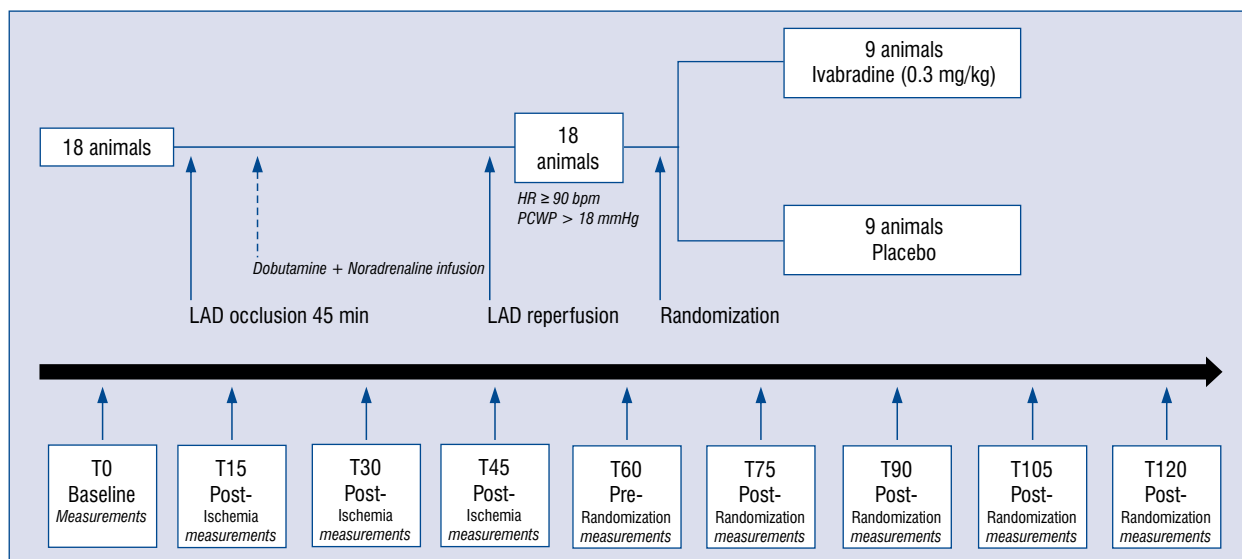 9 animals
Ivabradine (0.3 mg/kg)
18 animals
18
animals
HR ≥ 90 bpm
PCWP > 18 mmHg
9 animals
Placebo
Dobutamine + Noradrenaline infusion
LAD occlusion 45 min
LAD reperfusion
Randomization
T0
Baseline
Measurements
T15
Post-
Ischemia
measurements
T30
Post-
Ischemia
measurements
T45
Post-
Ischemia
measurements
T60
Pre-
Randomization
measurements
T75
Post-
Randomization
measurements
T90
Post-
Randomization
measurements
T105
Post-
Randomization
measurements
T120
Post-
Randomization
measurements